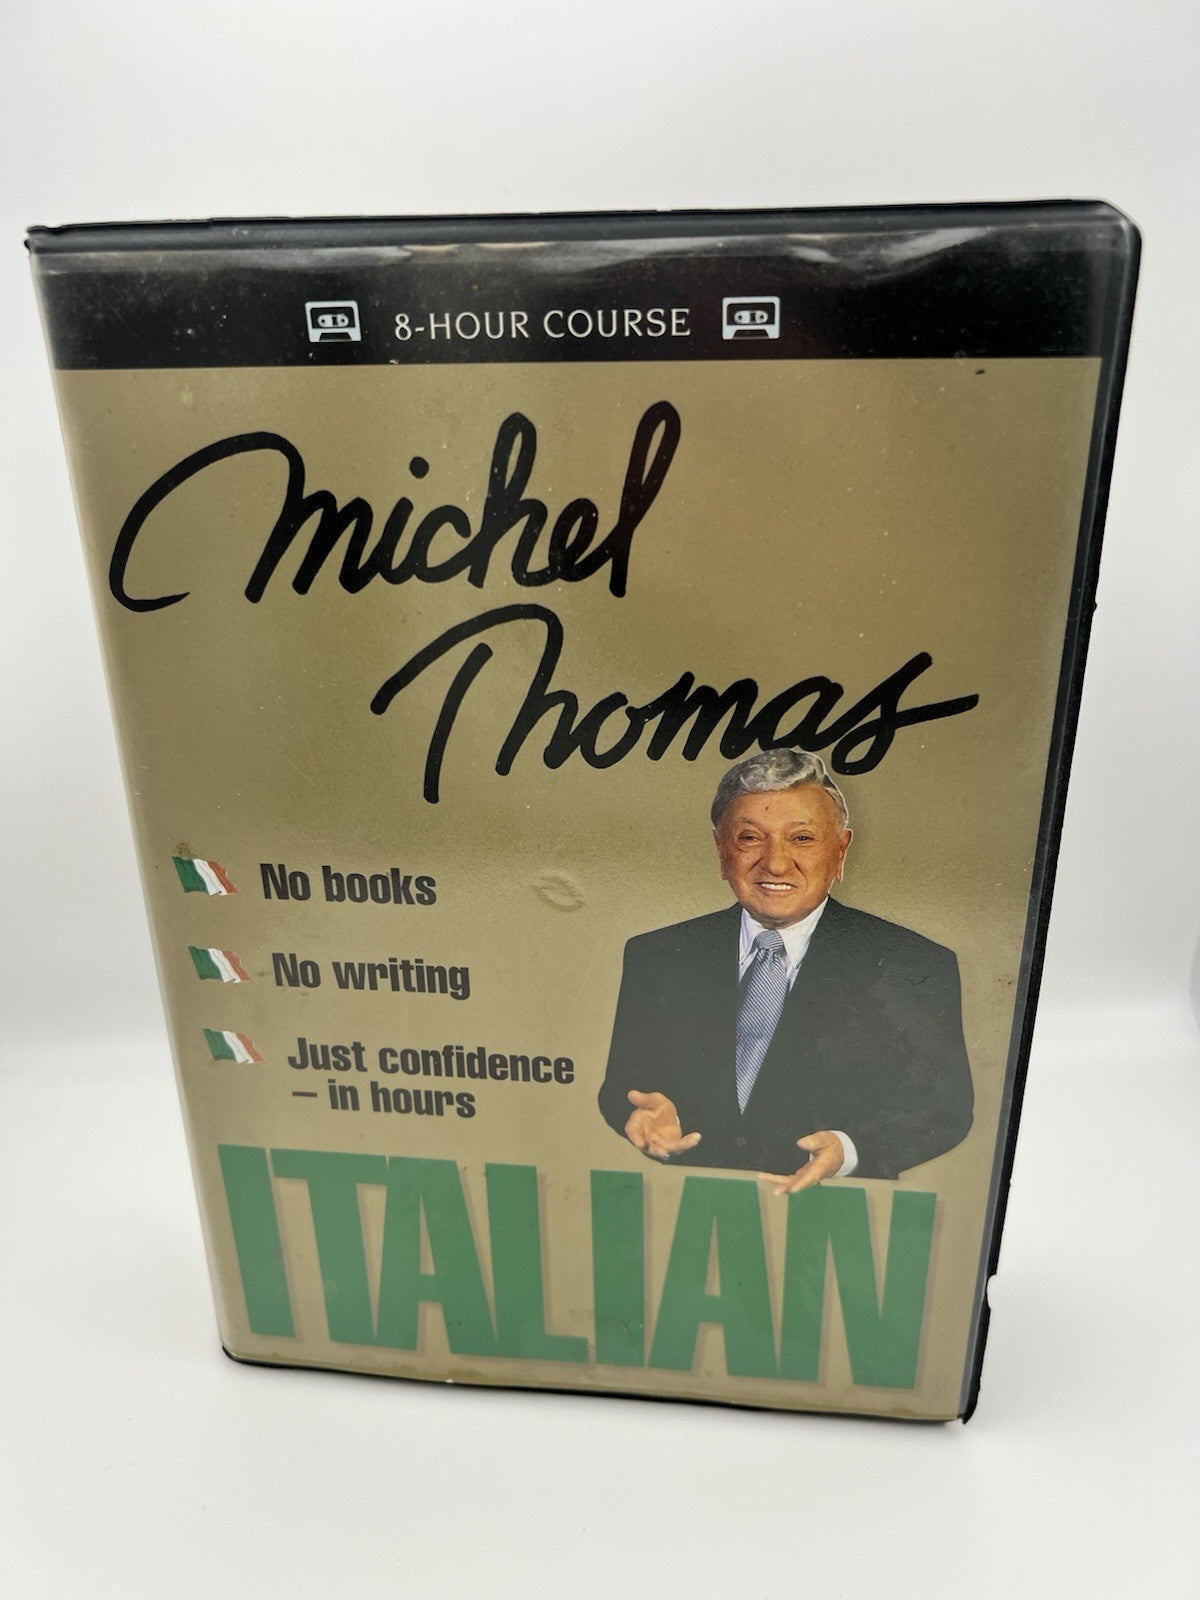 8-HOUR COURSE
Michel
Thomas
No books
No writing
Just confidence
– in hours
ITALIAN